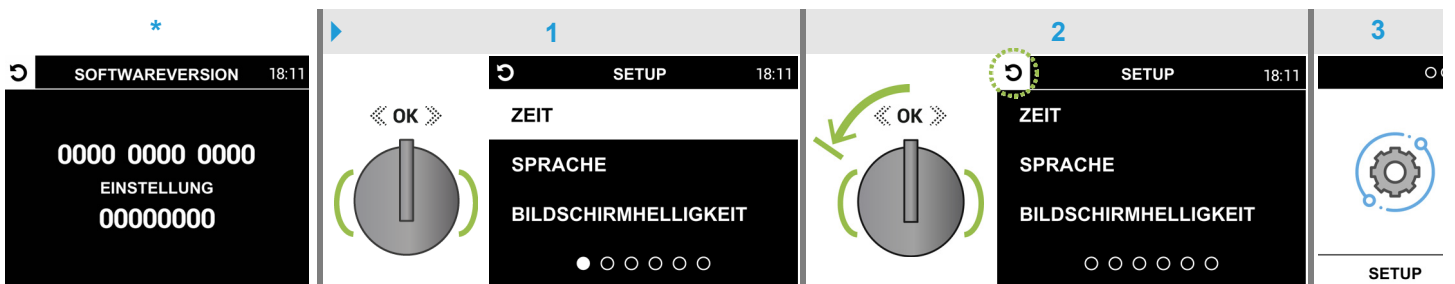 *
SOFTWAREVERSION 18:11
0000 0000 0000
EINSTELLUNG
00000000
1
OK
SETUP 18:11
ZEIT
SPRACHE
BILDSCHIRMHELLIGKEIT
2
OK
SETUP 18:11
ZEIT
SPRACHE
BILDSCHIRMHELLIGKEIT
3
SETUP